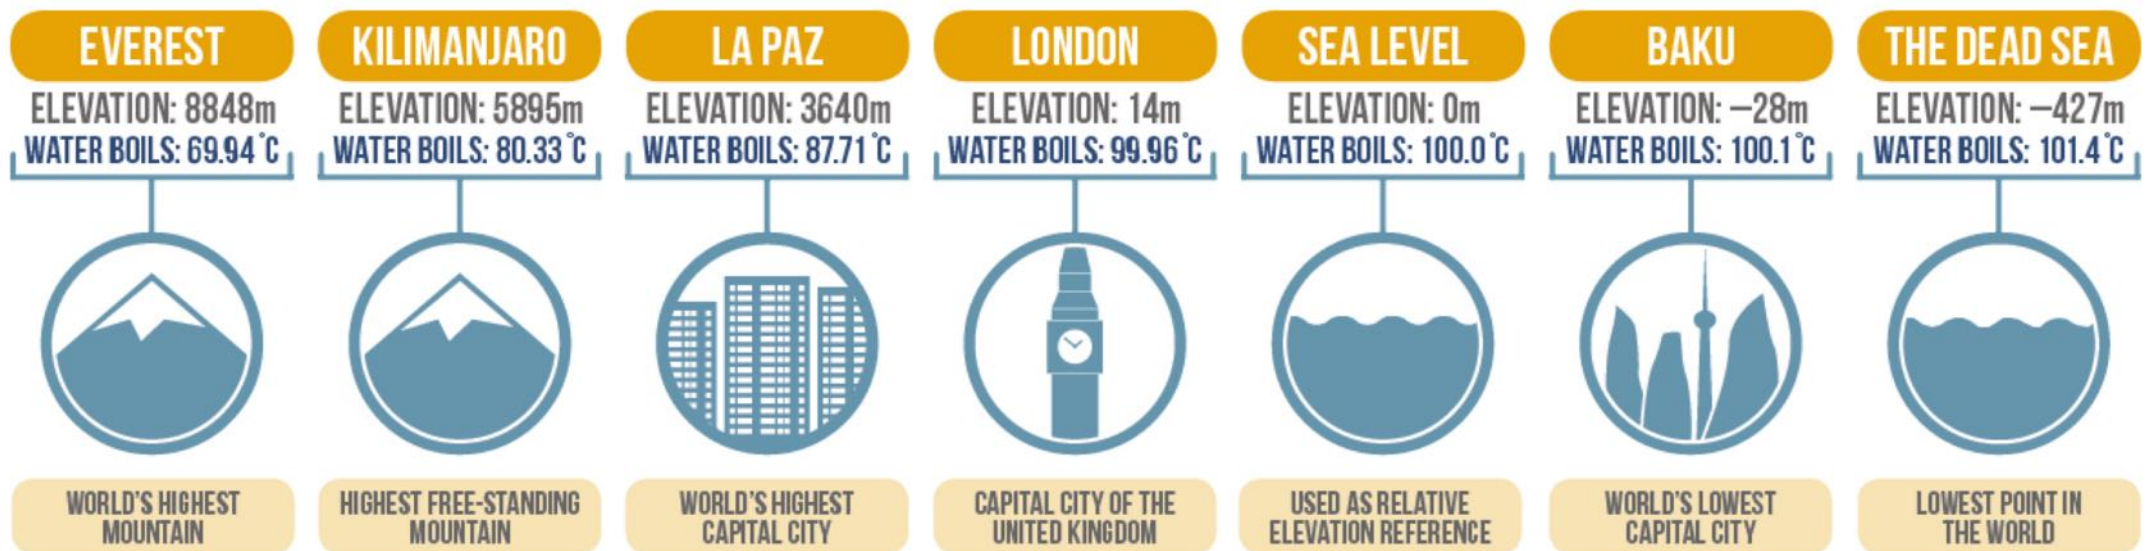 EVEREST
ELEVATION: 8848m
WATER BOILS: 69.94°C
WORLD'S HIGHEST
MOUNTAIN
KILIMANJARO
ELEVATION: 5895m
WATER BOILS: 80.33°C
HIGHEST FREE-STANDING
MOUNTAIN
LA PAZ
ELEVATION: 3640m
WATER BOILS: 87.71°C
WORLD'S HIGHEST
CAPITAL CITY
LONDON
ELEVATION: 14m
WATER BOILS: 99.96°C
CAPITAL CITY OF THE
UNITED KINGDOM
SEA LEVEL
ELEVATION: 0m
WATER BOILS: 100.0°C
USED AS RELATIVE
ELEVATION REFERENCE
BAKU
ELEVATION: –28m
WATER BOILS: 100.1°C
WORLD'S LOWEST
CAPITAL CITY
THE DEAD SEA
ELEVATION: –427m
WATER BOILS: 101.4°C
LOWEST POINT IN
THE WORLD